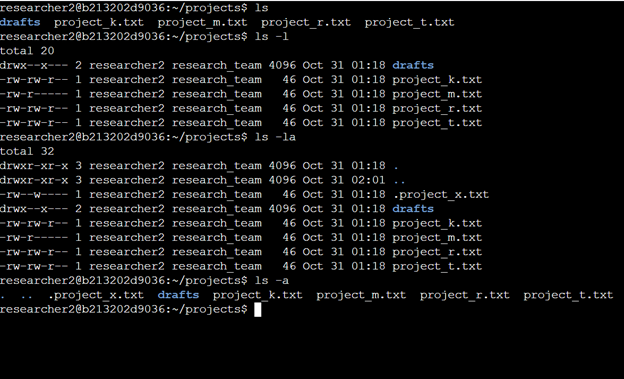 researcher2@b213202d9036:~/projects$ ls
drafts  project_k.txt  project_m.txt  project_r.txt  project_t.txt
researcher2@b213202d9036:~/projects$ ls -l
total 20
drwx--x--- 2 researcher2 research_team 4096 Oct 31 01:18 drafts
-rw-rw-r-- 1 researcher2 research_team   46 Oct 31 01:18 project_k.txt
-rw-r----- 1 researcher2 research_team   46 Oct 31 01:18 project_m.txt
-rw-rw-r-- 1 researcher2 research_team   46 Oct 31 01:18 project_r.txt
-rw-rw-r-- 1 researcher2 research_team   46 Oct 31 01:18 project_t.txt
researcher2@b213202d9036:~/projects$ ls -la
total 32
drwxr-xr-x 3 researcher2 research_team 4096 Oct 31 01:18 .
drwxr-xr-x 3 researcher2 research_team 4096 Oct 31 02:01 ..
-rw--w---- 1 researcher2 research_team   46 Oct 31 01:18 .project_x.txt
drwx--x--- 2 researcher2 research_team 4096 Oct 31 01:18 drafts
-rw-rw-r-- 1 researcher2 research_team   46 Oct 31 01:18 project_k.txt
-rw-r----- 1 researcher2 research_team   46 Oct 31 01:18 project_m.txt
-rw-rw-r-- 1 researcher2 research_team   46 Oct 31 01:18 project_r.txt
-rw-rw-r-- 1 researcher2 research_team   46 Oct 31 01:18 project_t.txt
researcher2@b213202d9036:~/projects$ ls -a
.  ..  .project_x.txt  drafts  project_k.txt  project_m.txt  project_r.txt  project_t.txt
researcher2@b213202d9036:~/projects$